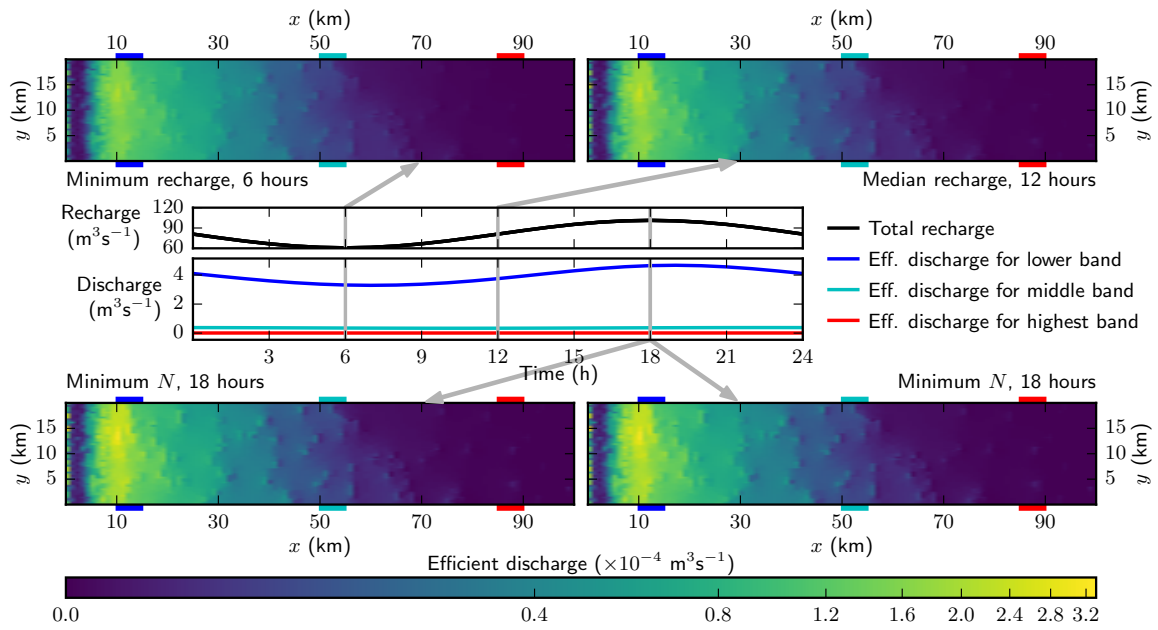 x (km)
x (km)
10 30 50 70 90
10 30 50 70 90
y (km)
15
10
5
15
10
5
y (km)
Minimum recharge, 6 hours
Median recharge, 12 hours
Recharge
(m³s⁻¹)
120
90
60
Discharge
(m³s⁻¹)
4
2
0
3 6 9 12 15 18 21 24
Time (h)
Total recharge
Eff. discharge for lower band
Eff. discharge for middle band
Eff. discharge for highest band
Minimum N, 18 hours
Minimum N, 18 hours
y (km)
15
10
5
15
10
5
y (km)
10 30 50 70 90
10 30 50 70 90
x (km)
x (km)
Efficient discharge (×10⁻⁴ m³s⁻¹)
0.0 0.4 0.8 1.2 1.6 2.0 2.4 2.8 3.2